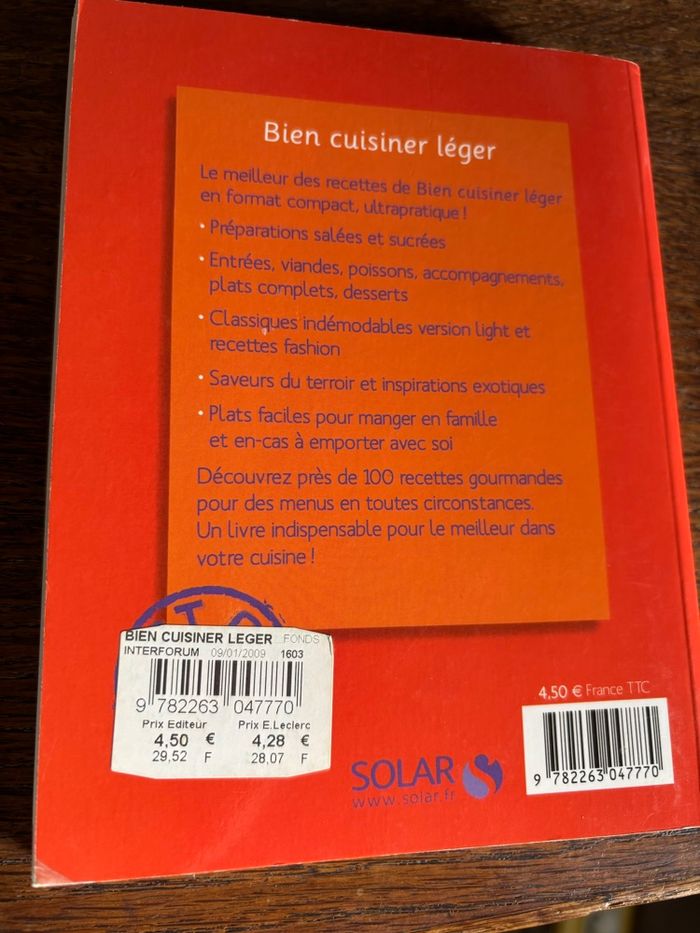 Bien cuisiner léger
Le meilleur des recettes de Bien cuisiner léger
en format compact, ultrapratique !
• Préparations salées et sucrées
• Entrées, viandes, poissons, accompagnements,
plats complets, desserts
• Classiques indémodables version light et
recettes fashion
• Saveurs du terroir et inspirations exotiques
• Plats faciles pour manger en famille
et en-cas à emporter avec soi
Découvrez près de 100 recettes gourmandes
pour des menus en toutes circonstances.
Un livre indispensable pour le meilleur dans
votre cuisine !
BIEN CUISINER LEGER FONDS
INTERFORUM 09/01/2009 1603
9 782263 047770
Prix Editeur Prix E.Leclerc
4,50 € 4,28 €
29,52 F 28,07 F
SOLAR
www.solar.fr
4,50 € France TTC
9 782263 047770